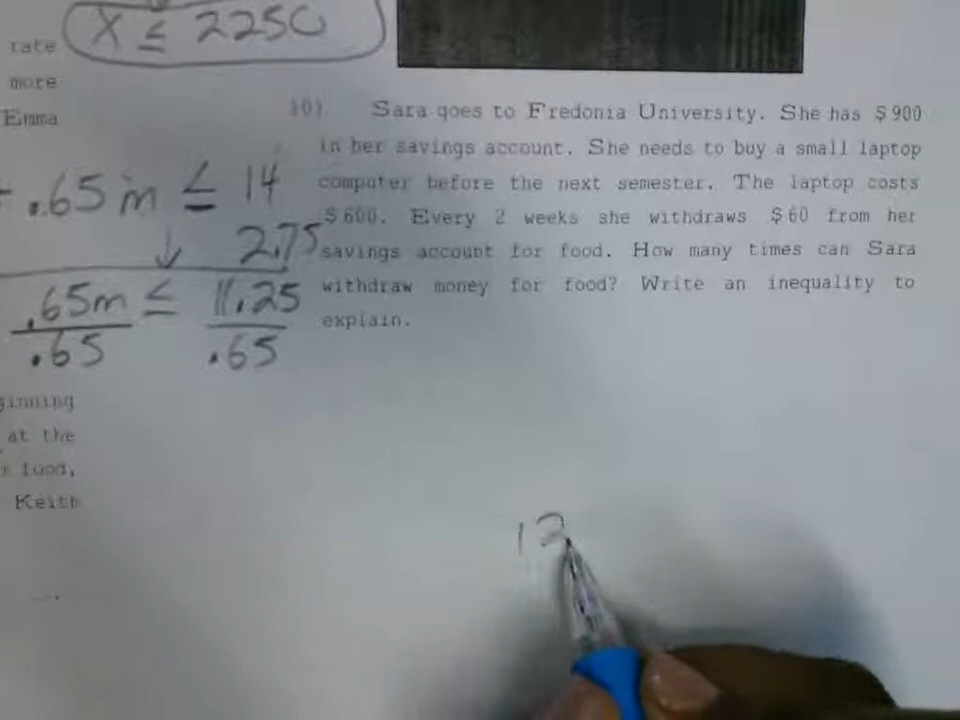 x ≤ 2250
rate
more
Emma
.65m ≤ 14
↓ 2.75
.65m ≤ 11.25
.65 .65
ginning
at the
food,
Keith
10) Sara goes to Fredonia University. She has $900
in her savings account. She needs to buy a small laptop
computer before the next semester. The laptop costs
$600. Every 2 weeks she withdraws $60 from her
savings account for food. How many times can Sara
withdraw money for food? Write an inequality to
explain.
12